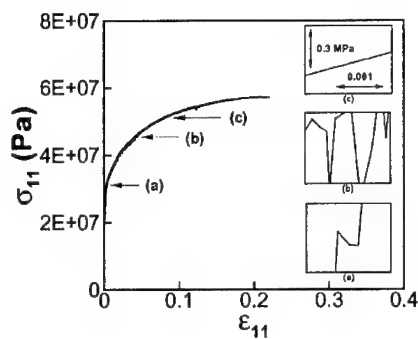 8E+07
6E+07
4E+07
2E+07
0
σ11 (Pa)
0
0.1
0.2
0.3
0.4
ε11
(a)
(b)
(c)
0.3 MPa
0.001
(c)
(b)
(a)